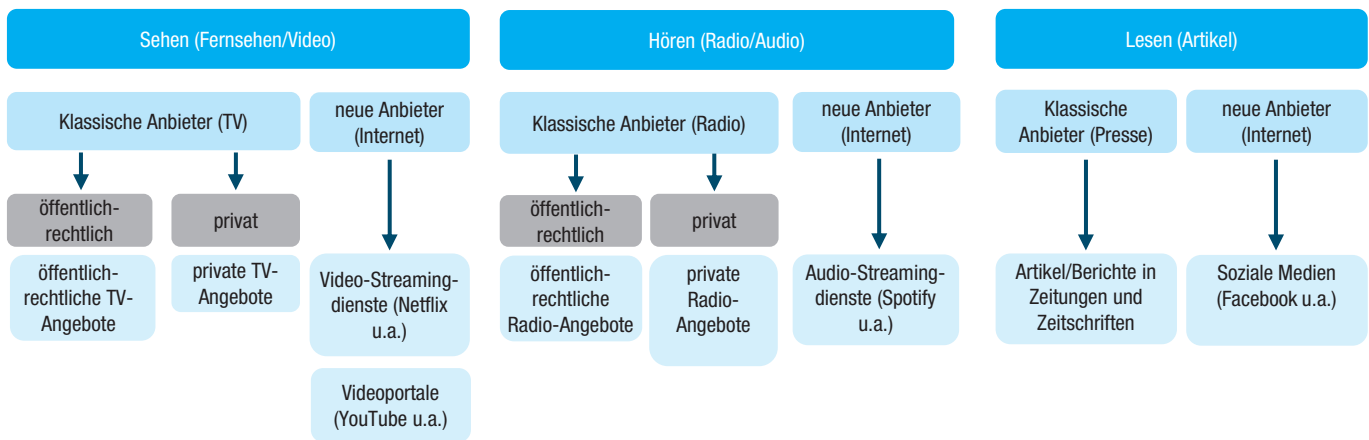 Sehen (Fernsehen/Video)
Hören (Radio/Audio)
Lesen (Artikel)
Klassische Anbieter (TV)
neue Anbieter
(Internet)
Klassische Anbieter (Radio)
neue Anbieter
(Internet)
Klassische
Anbieter (Presse)
neue Anbieter
(Internet)
öffentlich-
rechtlich
privat
öffentlich-
rechtlich
privat
öffentlich-
rechtliche TV-
Angebote
private TV-
Angebote
Video-Streaming-
dienste (Netflix
u.a.)
öffentlich-
rechtliche
Radio-Angebote
private
Radio-
Angebote
Audio-Streaming-
dienste (Spotify
u.a.)
Artikel/Berichte in
Zeitungen und
Zeitschriften
Soziale Medien
(Facebook u.a.)
Videoportale
(YouTube u.a.)